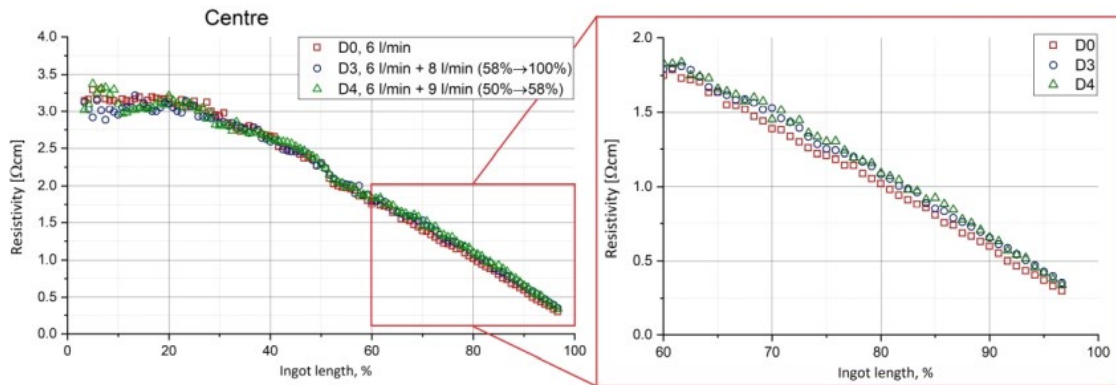 Centre
4.0
3.5
3.0
2.5
2.0
1.5
1.0
0.5
0.0
Resistivity [Ωcm]
0
20
40
60
80
100
Ingot length, %
D0, 6 l/min
D3, 6 l/min + 8 l/min (58%→100%)
D4, 6 l/min + 9 l/min (50%→58%)
2.0
1.5
1.0
0.5
0.0
Resistivity [Ωcm]
60
70
80
90
100
Ingot length, %
D0
D3
D4